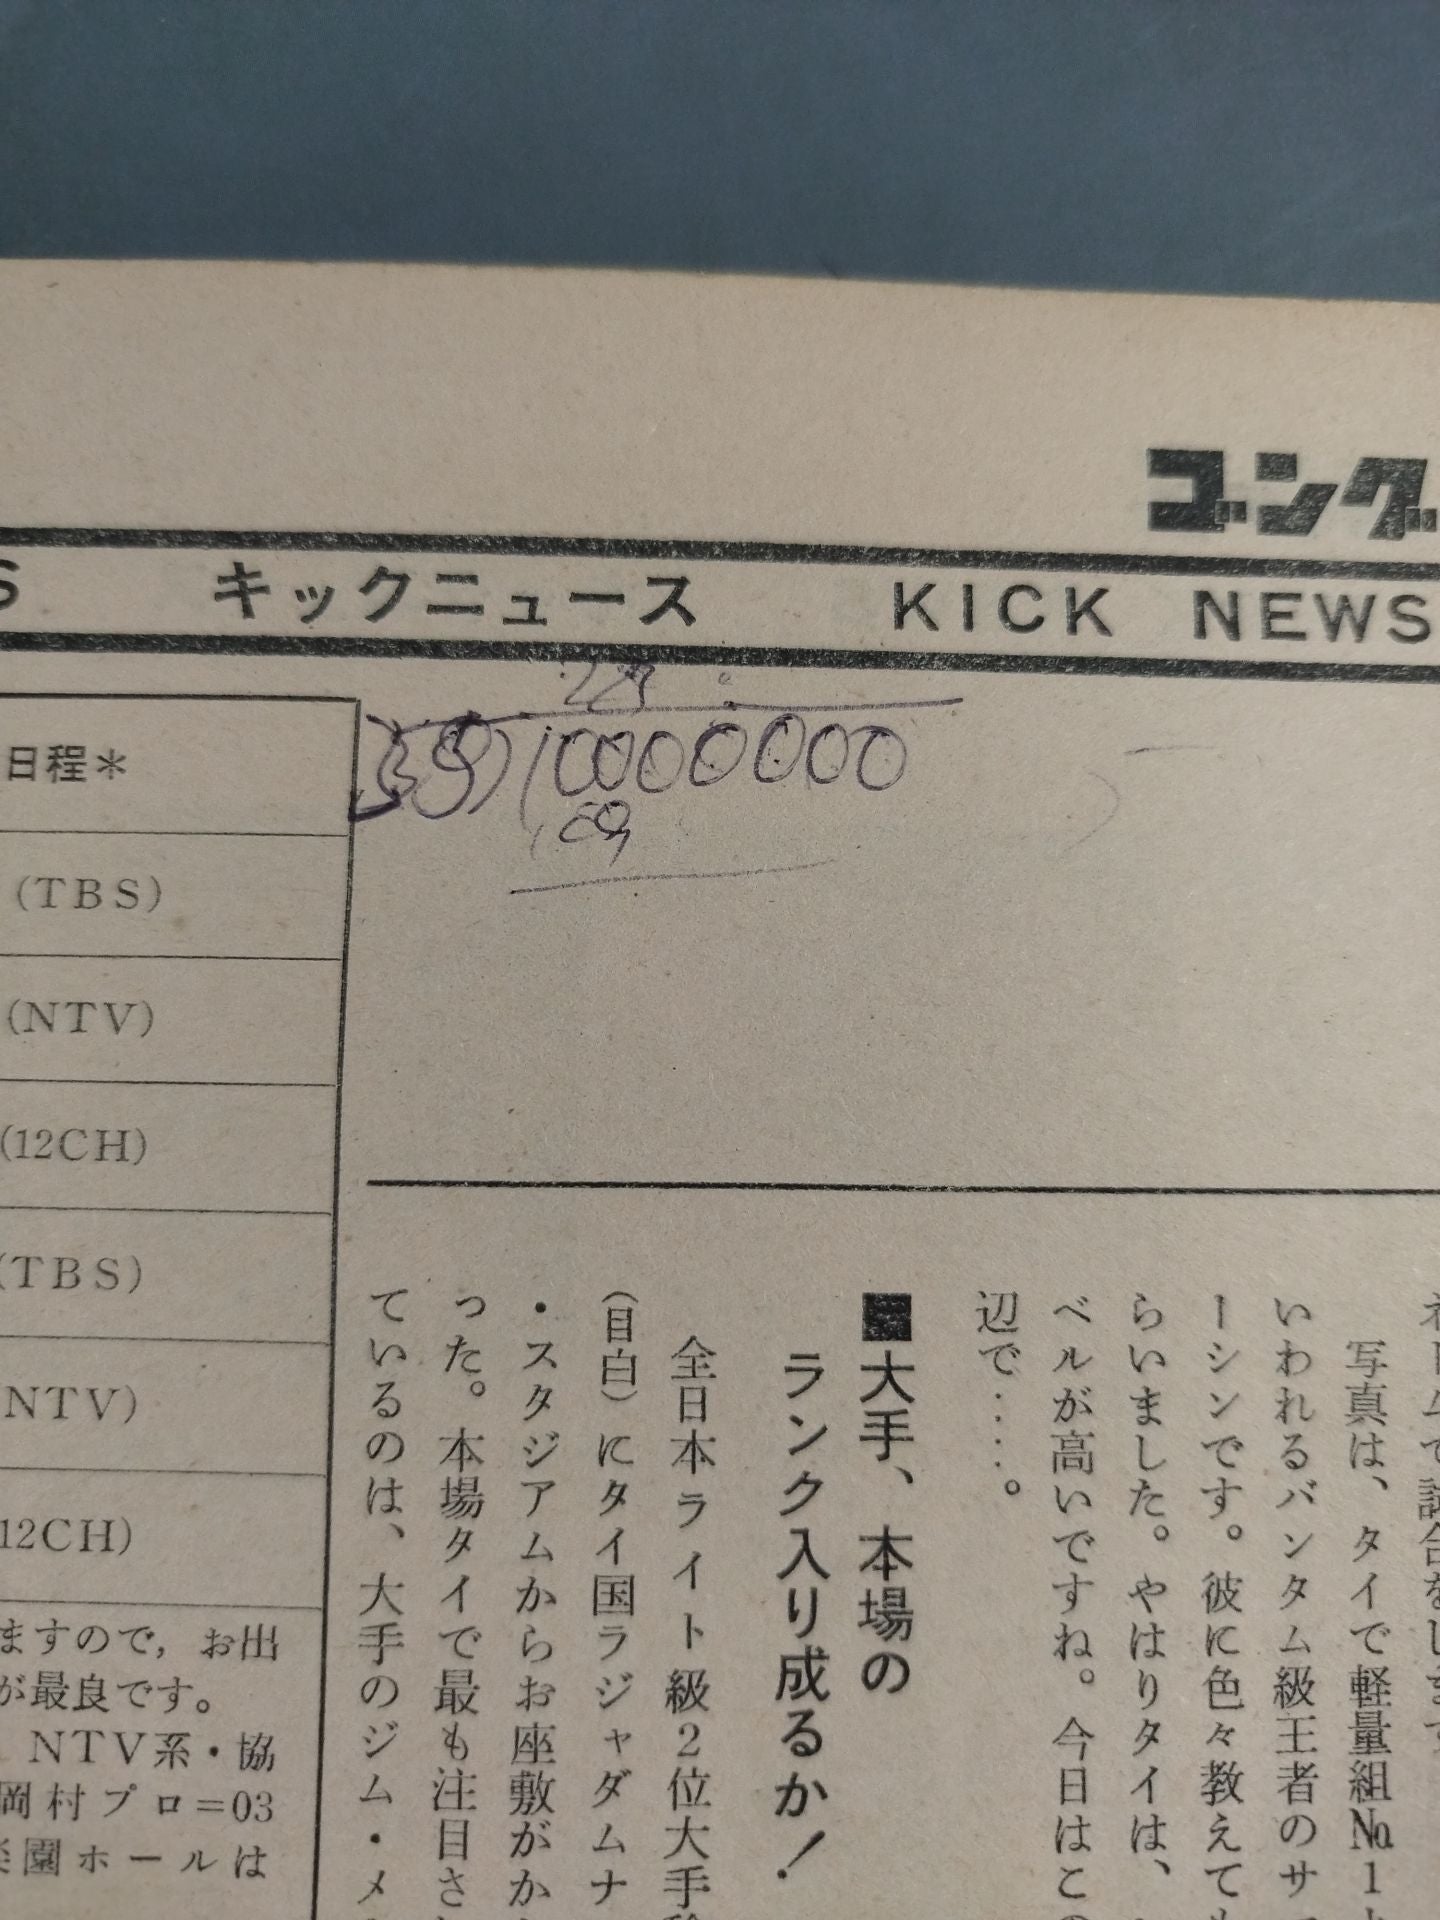 ゴング
S キックニュース KICK NEWS
35)10000000
日程＊
(TBS)
(NTV)
(12CH)
(TBS)
NTV)
12CH)
ますので，お出
が最良です。
NTV系・協
岡村プロ＝03
楽園ホールは
写真は、タイで軽量組№1
いわれるバンタム級王者のサ
ーシンです。彼に色々教えても
らいました。やはりタイは、
ベルが高いですね。今日はこの
辺で‥‥。
■大手、本場の
ランク入り成るか！
全日本ライト級2位大手
(目白)にタイ国ラジャダムナ
・スタジアムからお座敷がか
った。本場タイで最も注目さ
ているのは、大手のジム・メ